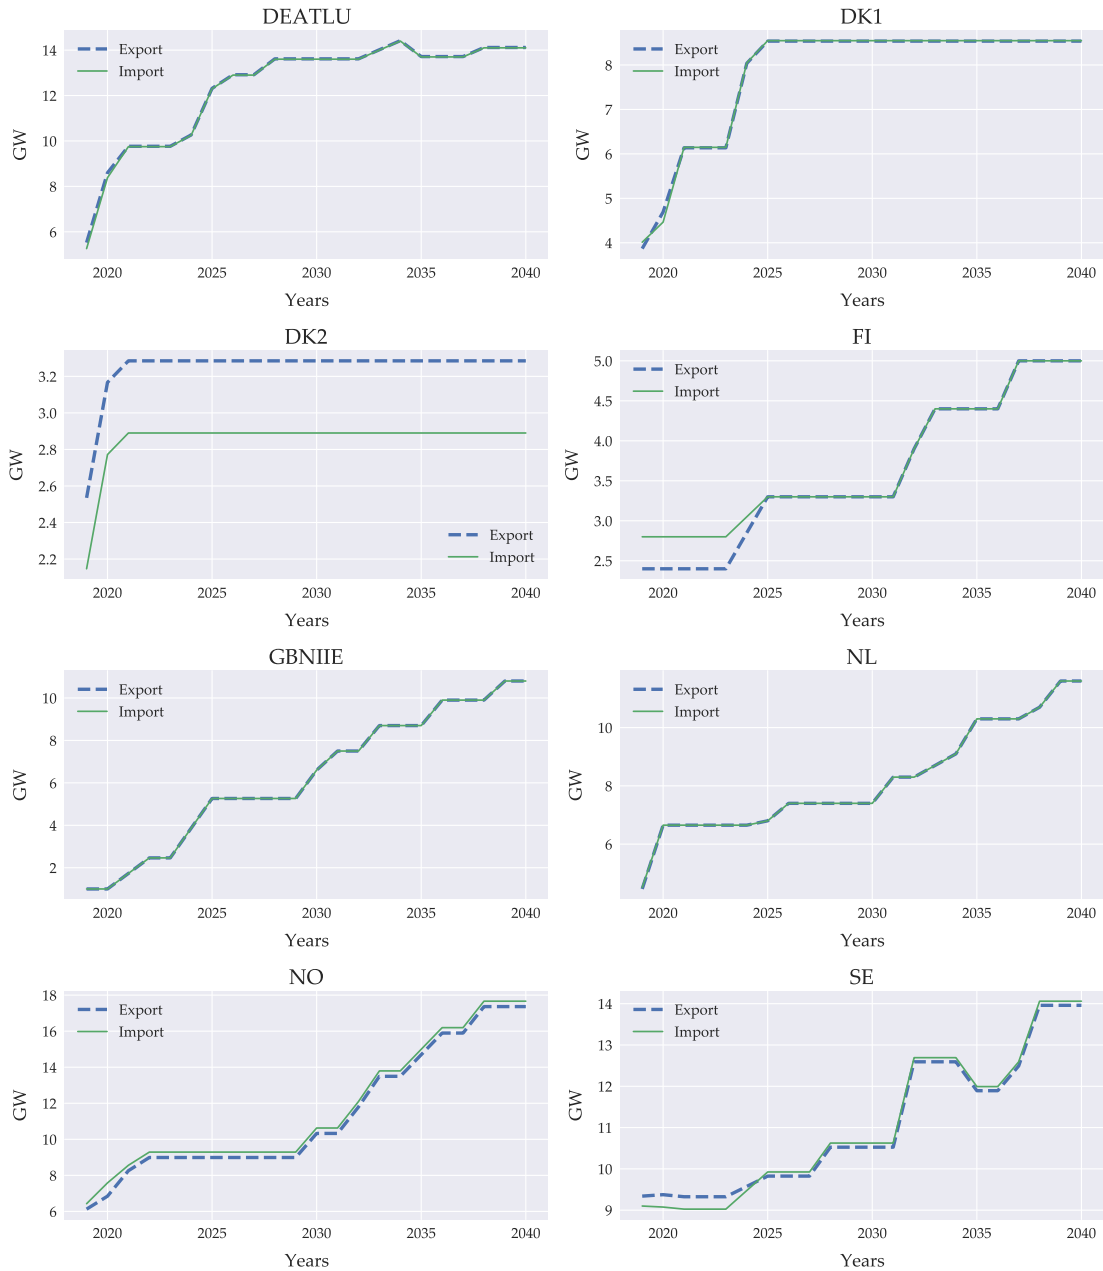 DEATLU
14
12
10
8
6
GW
Export
Import
2020 2025 2030 2035 2040
Years
DK1
8
7
6
5
4
GW
Export
Import
2020 2025 2030 2035 2040
Years
DK2
3.2
3.0
2.8
2.6
2.4
2.2
GW
Export
Import
2020 2025 2030 2035 2040
Years
FI
5.0
4.5
4.0
3.5
3.0
2.5
GW
Export
Import
2020 2025 2030 2035 2040
Years
GBNIIE
10
8
6
4
2
GW
Export
Import
2020 2025 2030 2035 2040
Years
NL
10
8
6
GW
Export
Import
2020 2025 2030 2035 2040
Years
NO
18
16
14
12
10
8
6
GW
Export
Import
2020 2025 2030 2035 2040
Years
SE
14
13
12
11
10
9
GW
Export
Import
2020 2025 2030 2035 2040
Years